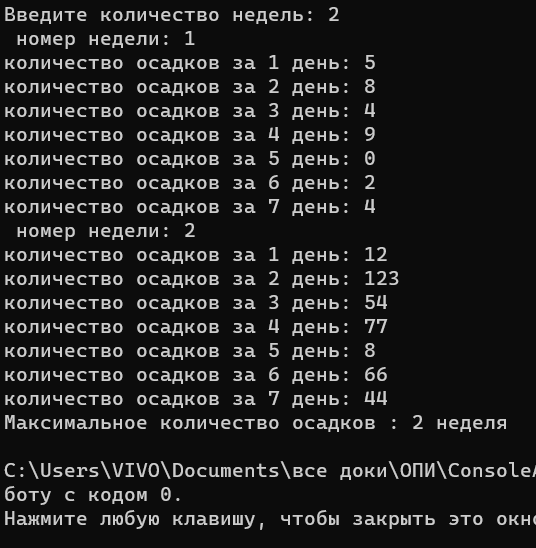 Введите количество недель: 2
номер недели: 1
количество осадков за 1 день: 5
количество осадков за 2 день: 8
количество осадков за 3 день: 4
количество осадков за 4 день: 9
количество осадков за 5 день: 0
количество осадков за 6 день: 2
количество осадков за 7 день: 4
номер недели: 2
количество осадков за 1 день: 12
количество осадков за 2 день: 123
количество осадков за 3 день: 54
количество осадков за 4 день: 77
количество осадков за 5 день: 8
количество осадков за 6 день: 66
количество осадков за 7 день: 44
Максимальное количество осадков : 2 неделя
C:\Users\VIVO\Documents\все доки\ОПИ\Console
боту с кодом 0.
Нажмите любую клавишу, чтобы закрыть это